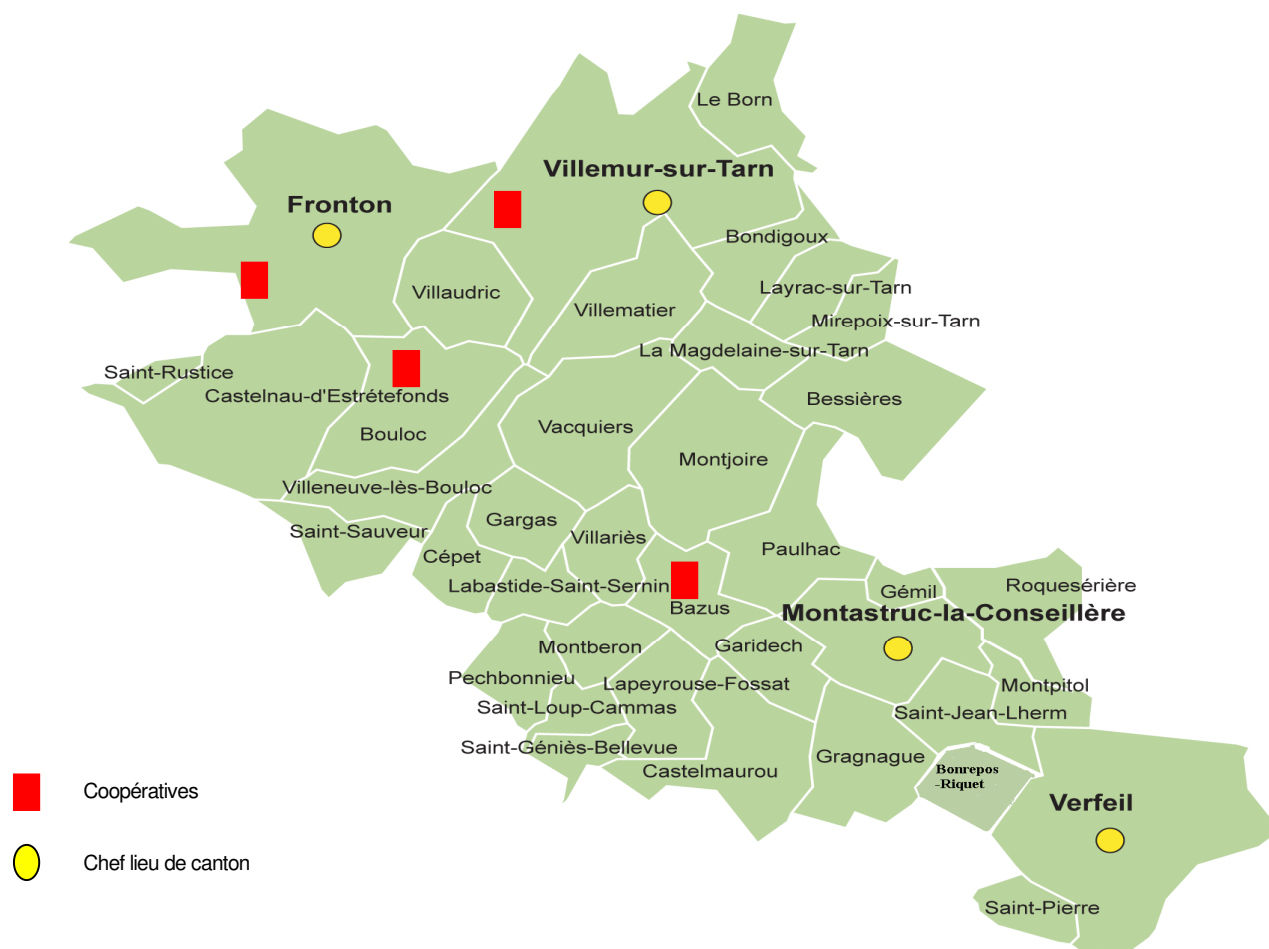 Le Born
Villemur-sur-Tarn
Fronton
Bondigoux
Villaudric
Layrac-sur-Tarn
Villematier
Mirepoix-sur-Tarn
La Magdelaine-sur-Tarn
Saint-Rustice
Castelnau-d'Estrétefonds
Bessières
Bouloc
Vacquiers
Montjoire
Villeneuve-lès-Bouloc
Saint-Sauveur
Gargas
Villariès
Cépet
Paulhac
Labastide-Saint-Sernin
Gémil
Roquesérière
Bazus
Montastruc-la-Conseillère
Montberon
Garidech
Pechbonnieu
Lapeyrouse-Fossat
Montpitol
Saint-Loup-Cammas
Saint-Jean-Lherm
Saint-Géniès-Bellevue
Castelmaurou
Gragnague
Bonrepos
-Riquet
Verfeil
Saint-Pierre
Coopératives
Chef lieu de canton